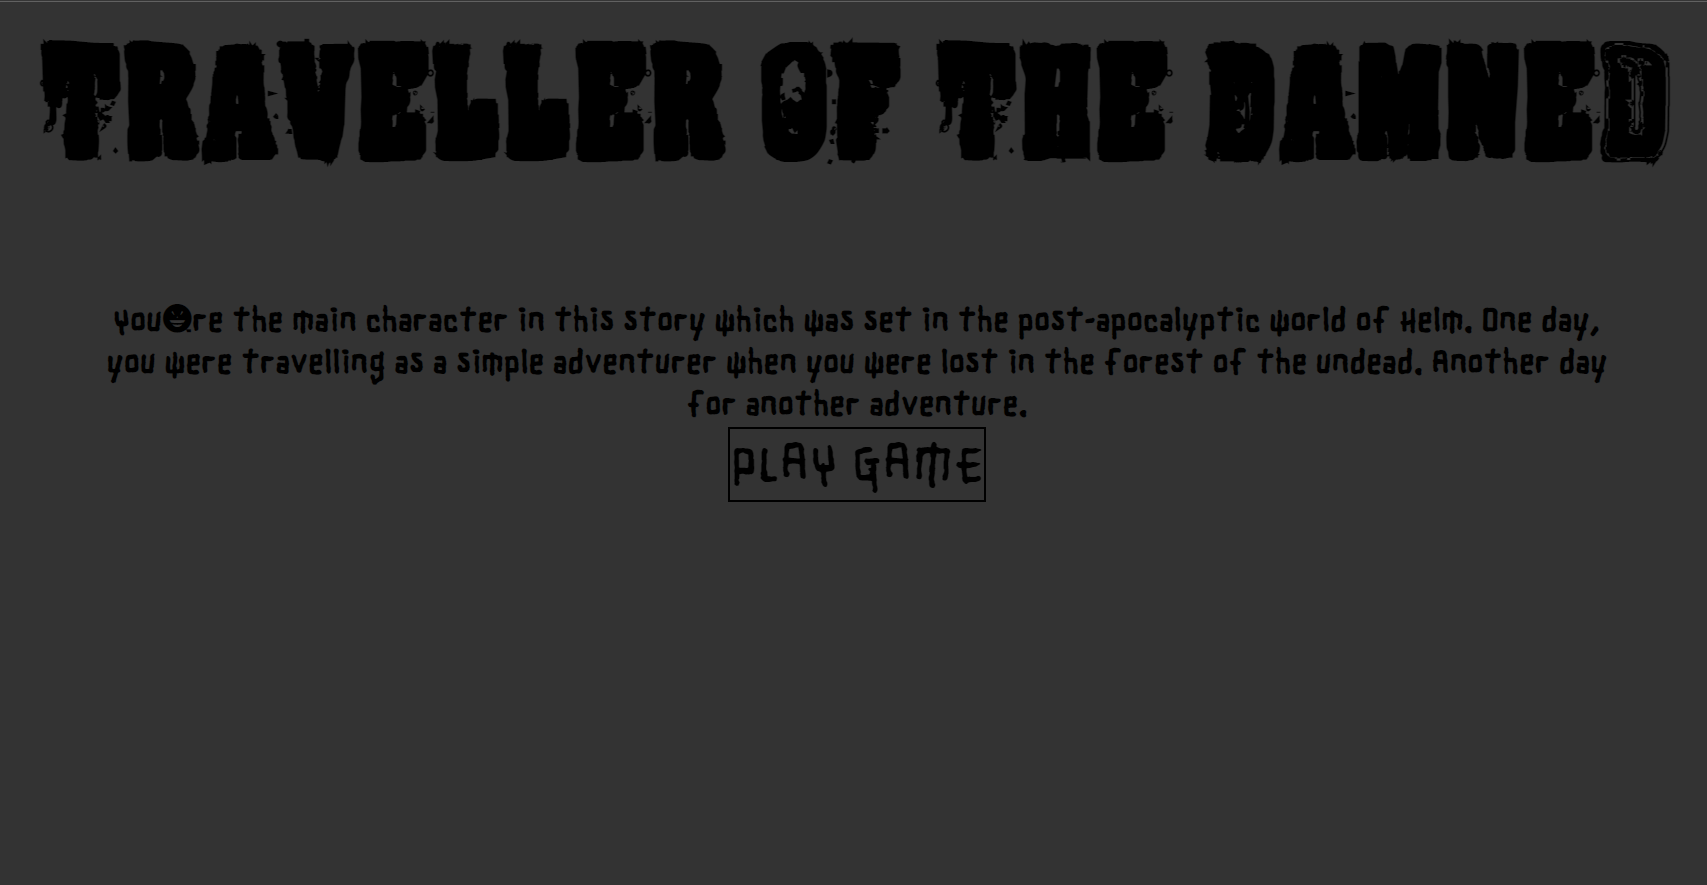 TRAVELLER OF THE DAMNED
You're the main character in this story which was set in the post-apocalyptic world of Helm. One day,
you were travelling as a simple adventurer when you were lost in the forest of the undead. Another day
for another adventure.
PLAY GAME